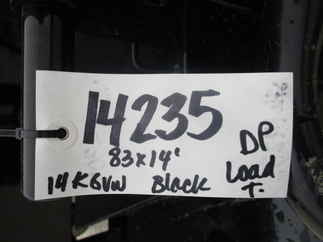 14235
83x14'
14K GVW Black
DP
Load
T.